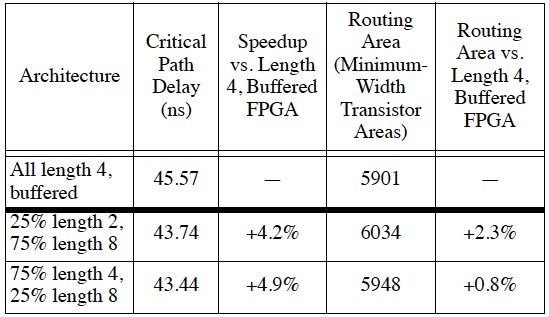 Architecture
Critical
Path
Delay
(ns)
Speedup
vs. Length
4, Buffered
FPGA
Routing
Area
(Minimum-
Width
Transistor
Areas)
Routing
Area vs.
Length 4,
Buffered
FPGA
All length 4,
buffered
45.57
—
5901
—
25% length 2,
75% length 8
43.74
+4.2%
6034
+2.3%
75% length 4,
25% length 8
43.44
+4.9%
5948
+0.8%